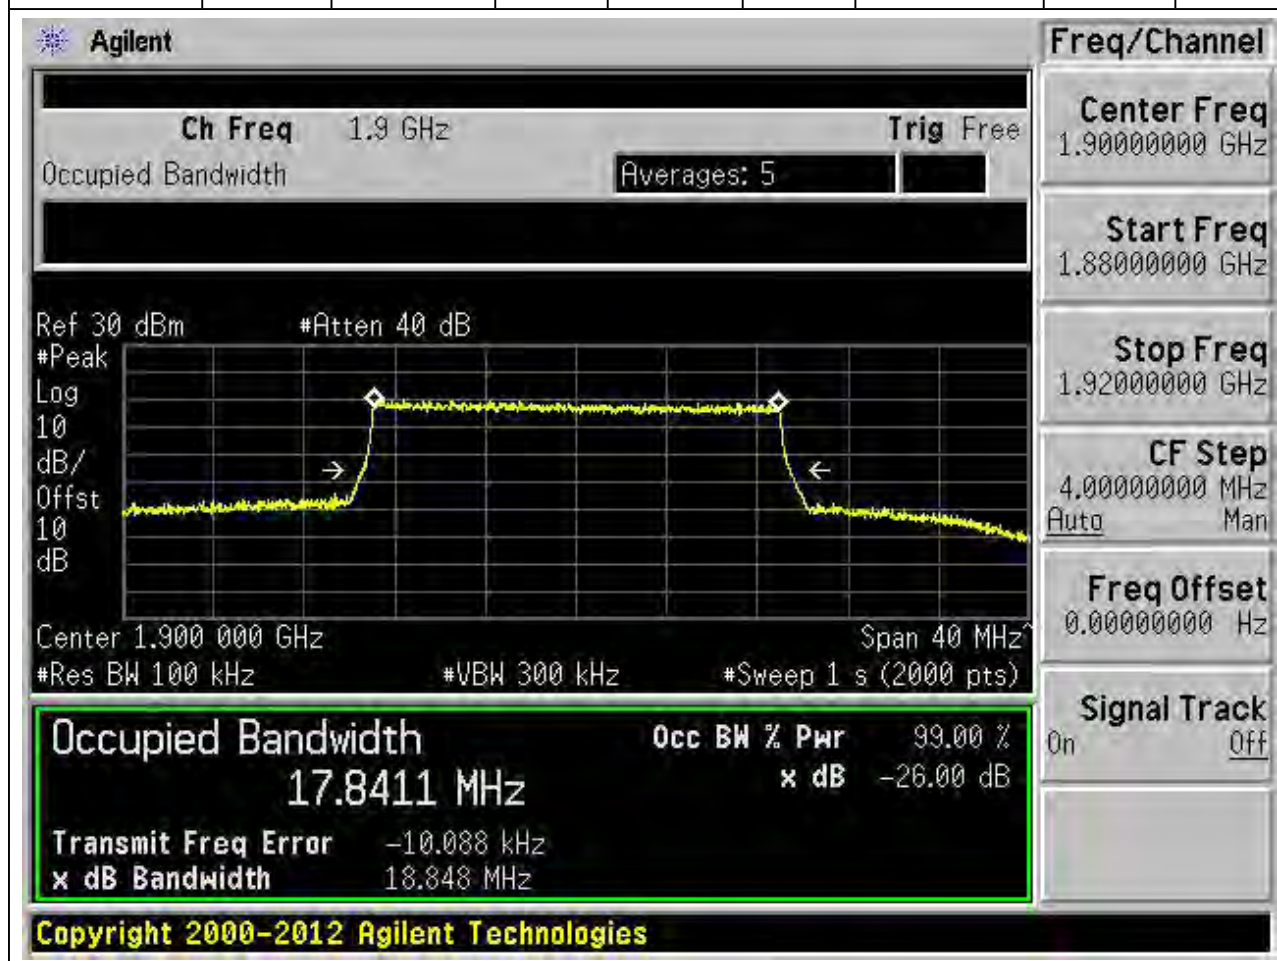 Agilent
Freq/Channel
Ch Freq 1.9 GHz Trig Free
Occupied Bandwidth Averages: 5
Center Freq
1.90000000 GHz
Start Freq
1.88000000 GHz
Stop Freq
1.92000000 GHz
CF Step
4.00000000 MHz
Auto Man
Freq Offset
0.00000000 Hz
Signal Track
On Off
Ref 30 dBm #Atten 40 dB
#Peak
Log
10
dB/
Offst
10
dB
Center 1.900 000 GHz Span 40 MHz^
#Res BW 100 kHz #VBW 300 kHz #Sweep 1 s (2000 pts)
Occupied Bandwidth
17.8411 MHz
Occ BW % Pwr 99.00 %
x dB -26.00 dB
Transmit Freq Error -10.088 kHz
x dB Bandwidth 18.848 MHz
Copyright 2000-2012 Agilent Technologies